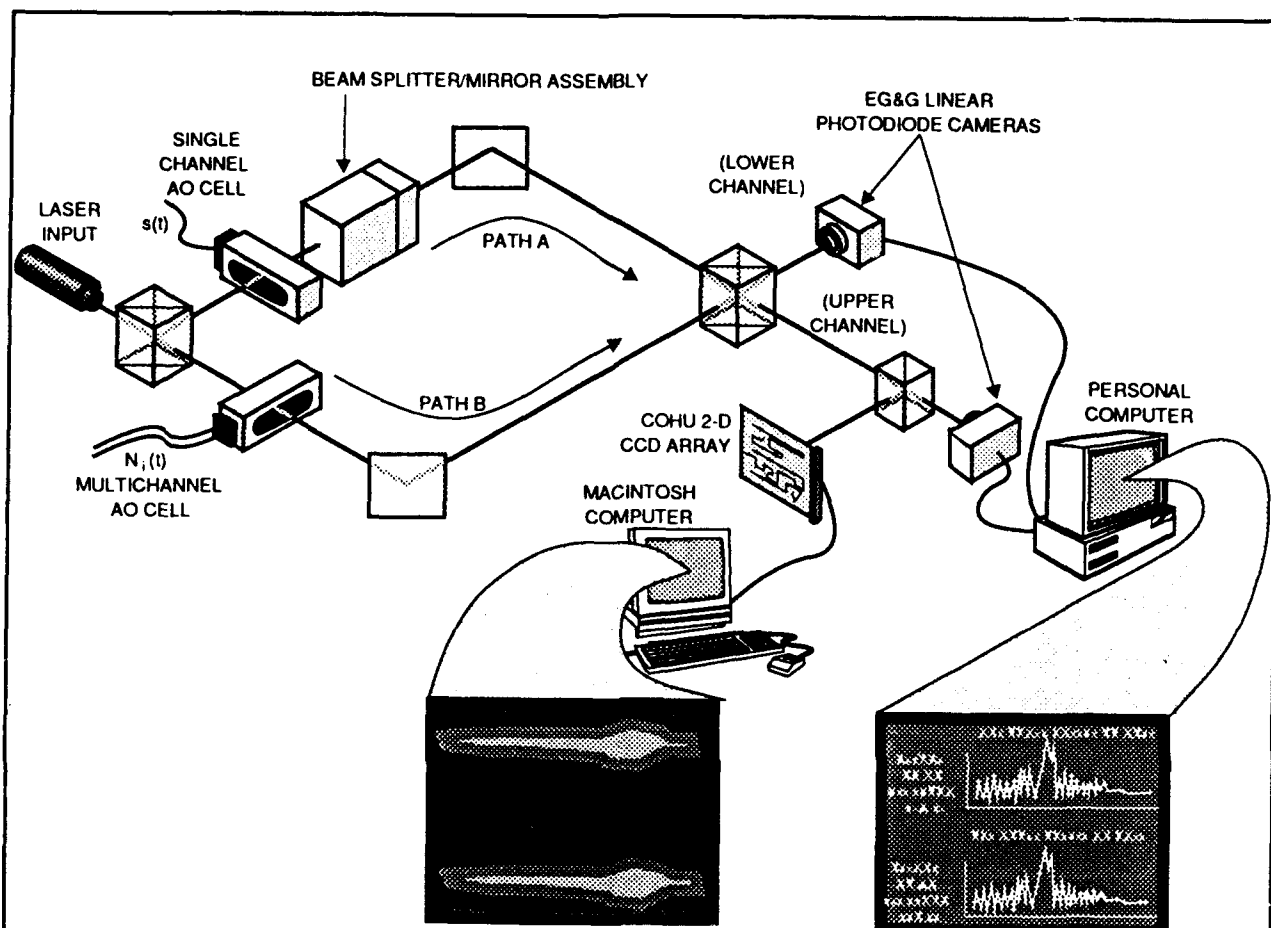 BEAM SPLITTER/MIRROR ASSEMBLY
EG&G LINEAR
PHOTODIODE CAMERAS
SINGLE
CHANNEL
AO CELL
(LOWER
CHANNEL)
LASER
INPUT
s(t)
PATH A
(UPPER
CHANNEL)
PERSONAL
COMPUTER
PATH B
COHU 2-D
CCD ARRAY
N i (t)
MULTICHANNEL
AO CELL
MACINTOSH
COMPUTER